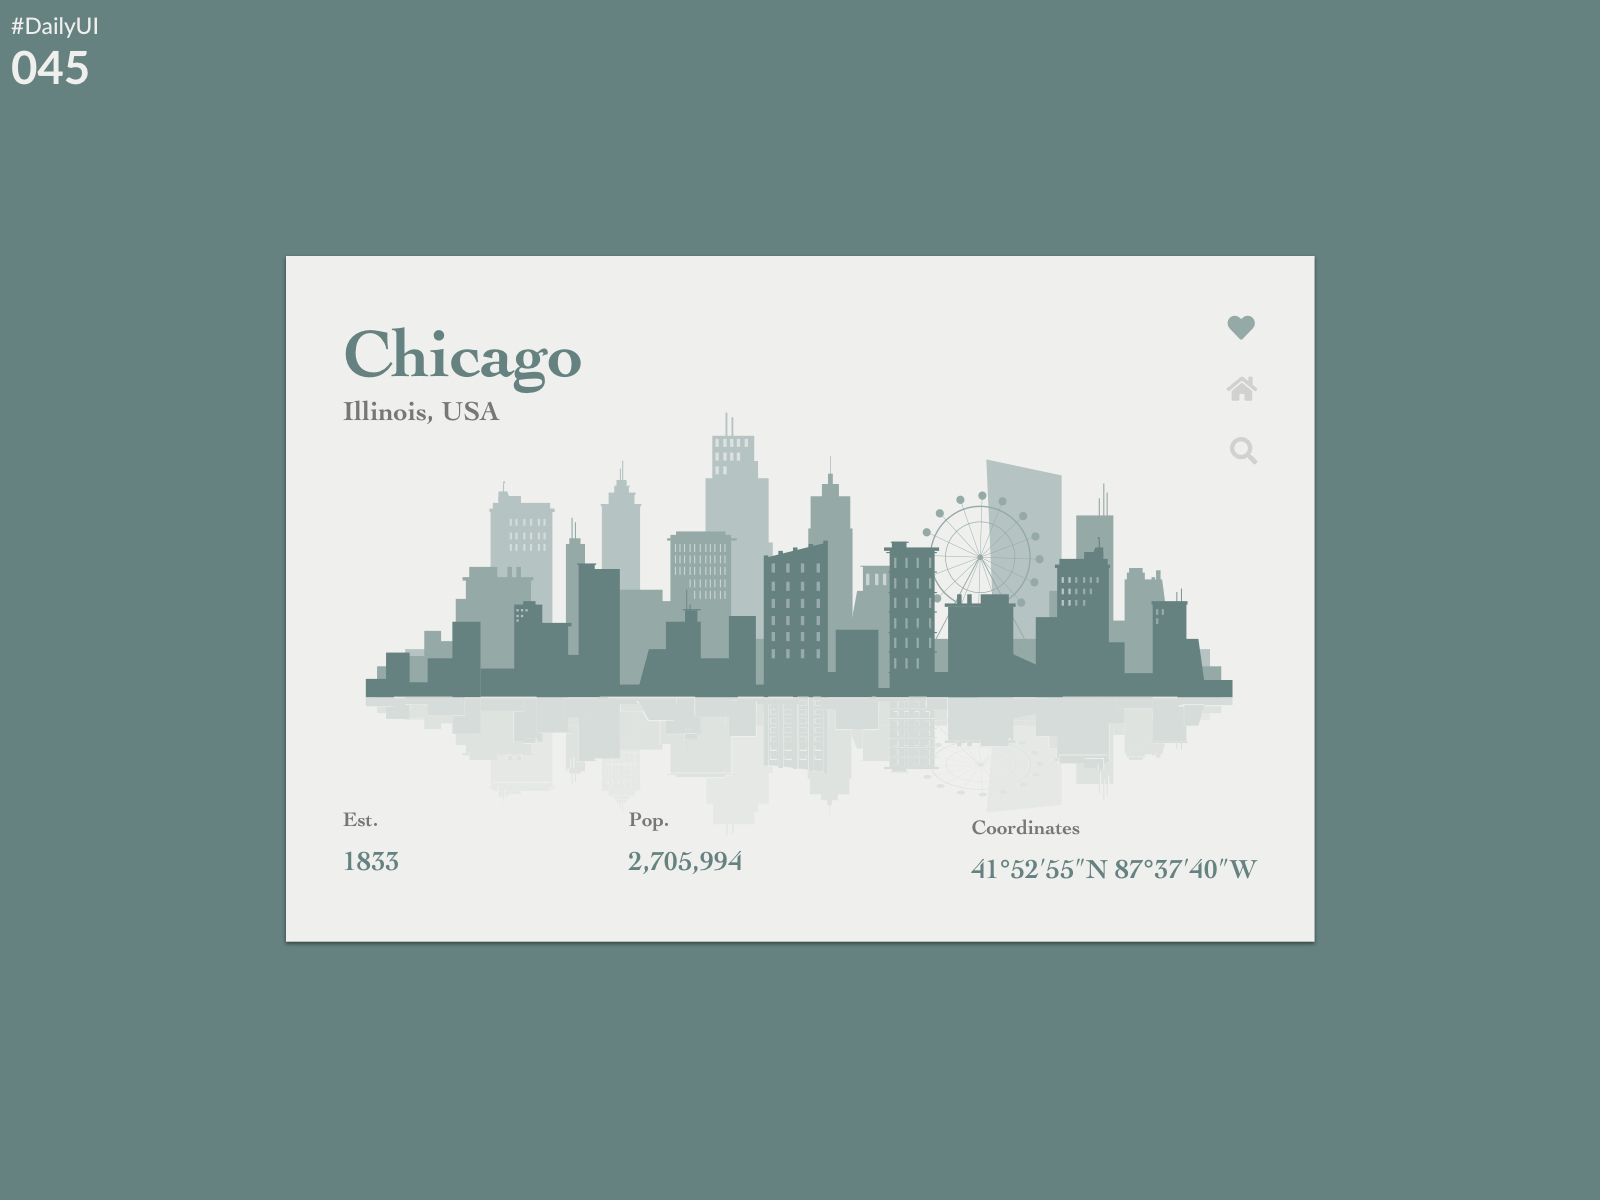 #DailyUI
045
Chicago
Illinois, USA
Est.
1833
Pop.
2,705,994
Coordinates
41°52′55″N 87°37′40″W